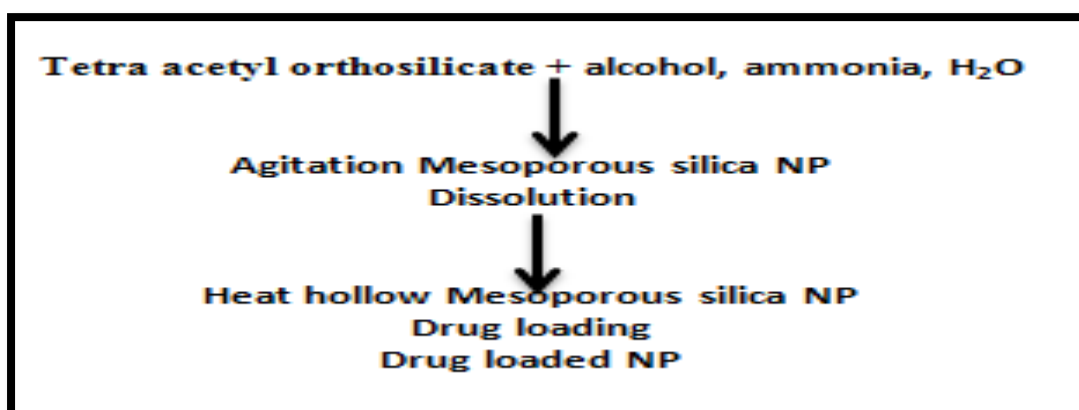 Tetra acetyl orthosilicate + alcohol, ammonia, H₂O
Agitation Mesoporous silica NP
Dissolution
Heat hollow Mesoporous silica NP
Drug loading
Drug loaded NP